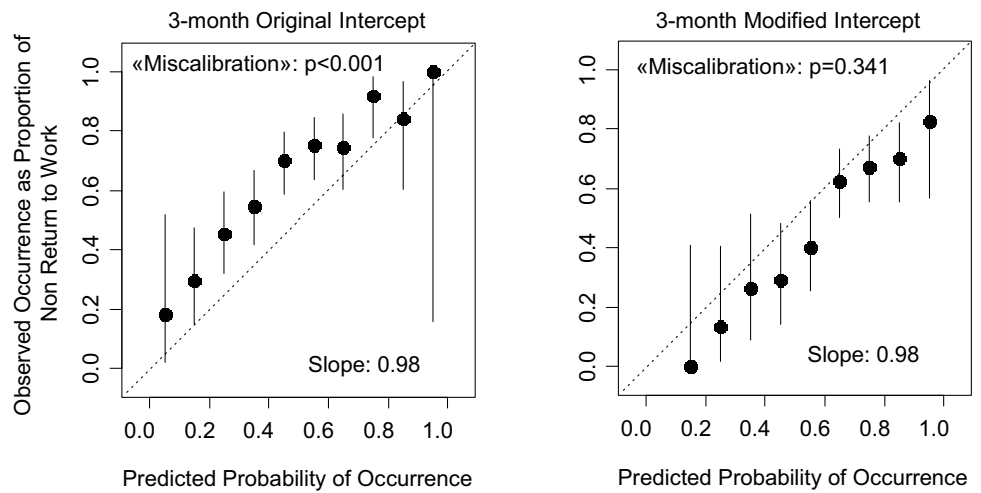 3-month Original Intercept
«Miscalibration»: p<0.001
Observed Occurrence as Proportion of
Non Return to Work
1.0
0.8
0.6
0.4
0.2
0.0
Slope: 0.98
0.0 0.2 0.4 0.6 0.8 1.0
Predicted Probability of Occurrence
3-month Modified Intercept
«Miscalibration»: p=0.341
1.0
0.8
0.6
0.4
0.2
0.0
Slope: 0.98
0.0 0.2 0.4 0.6 0.8 1.0
Predicted Probability of Occurrence